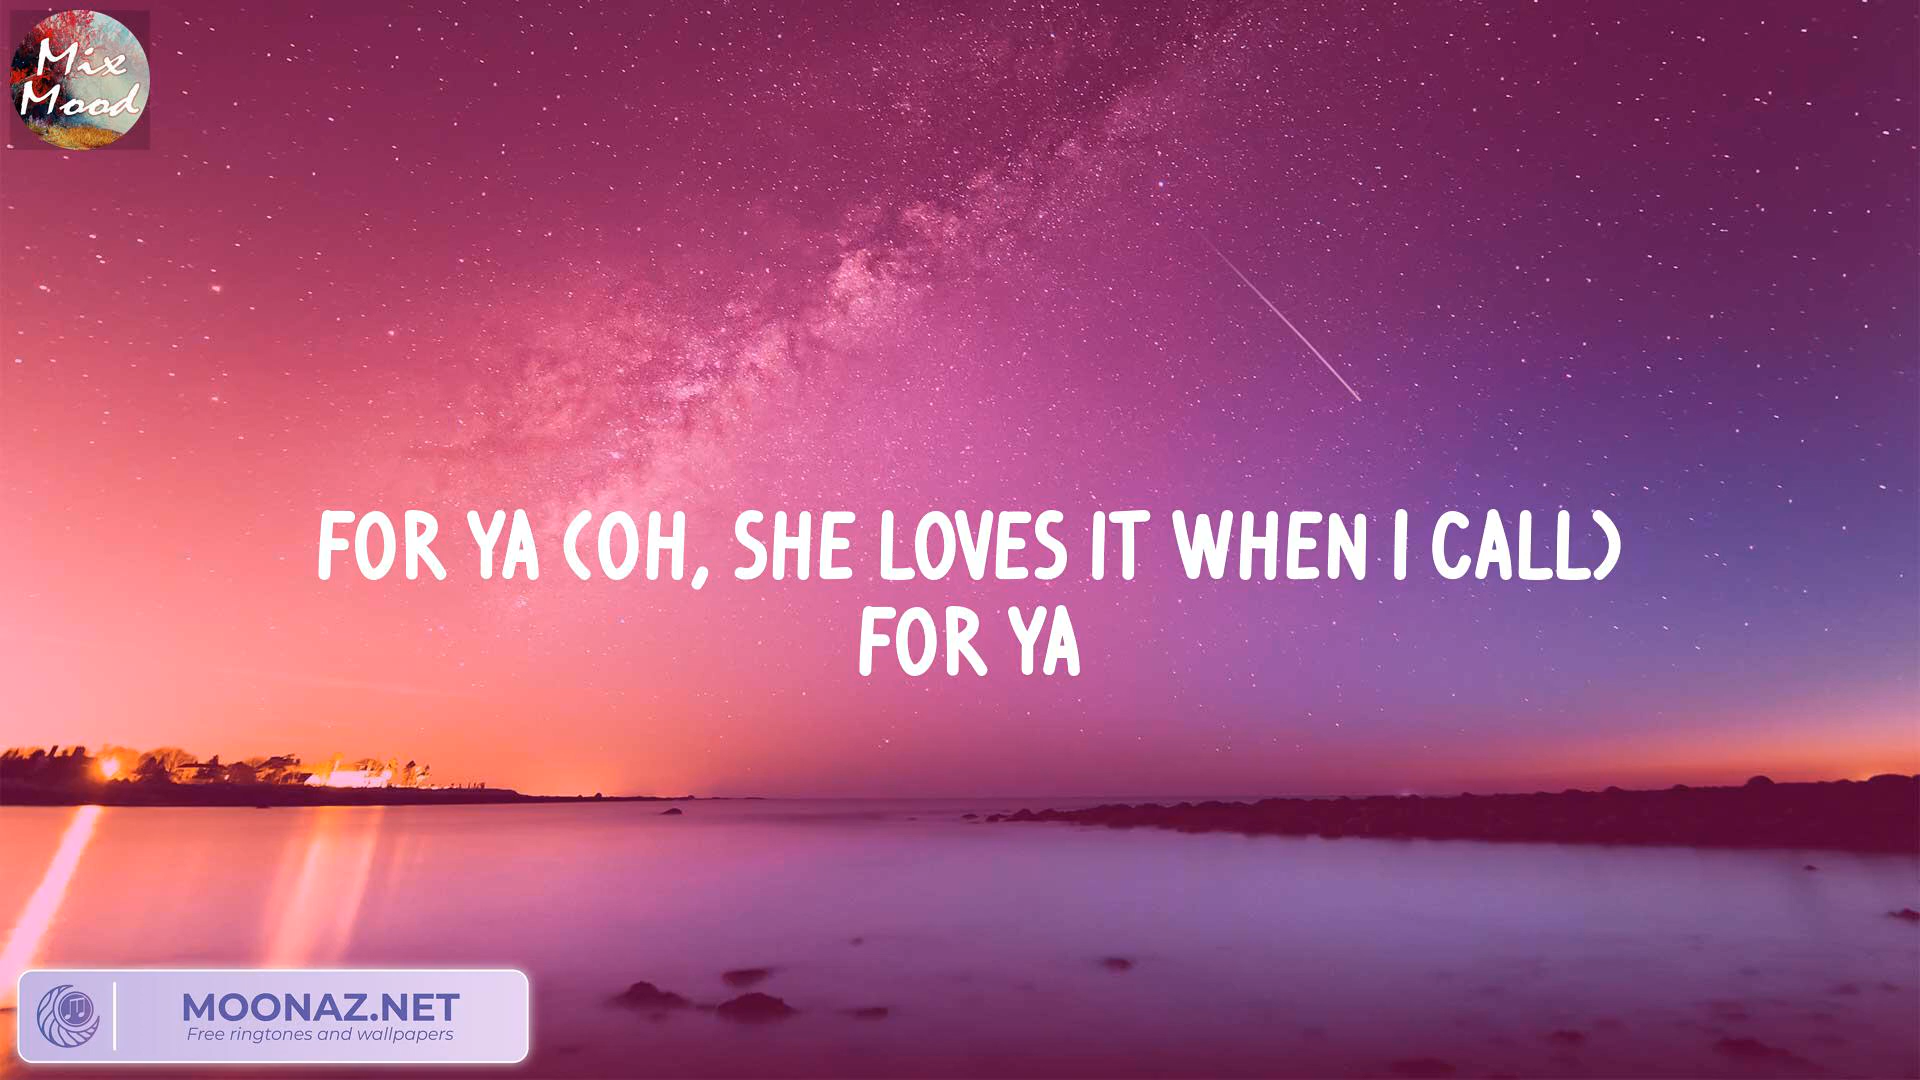 Mix
Mood
FOR YA (OH, SHE LOVES IT WHEN I CALL)
FOR YA
MOONAZ.NET
Free ringtones and wallpapers